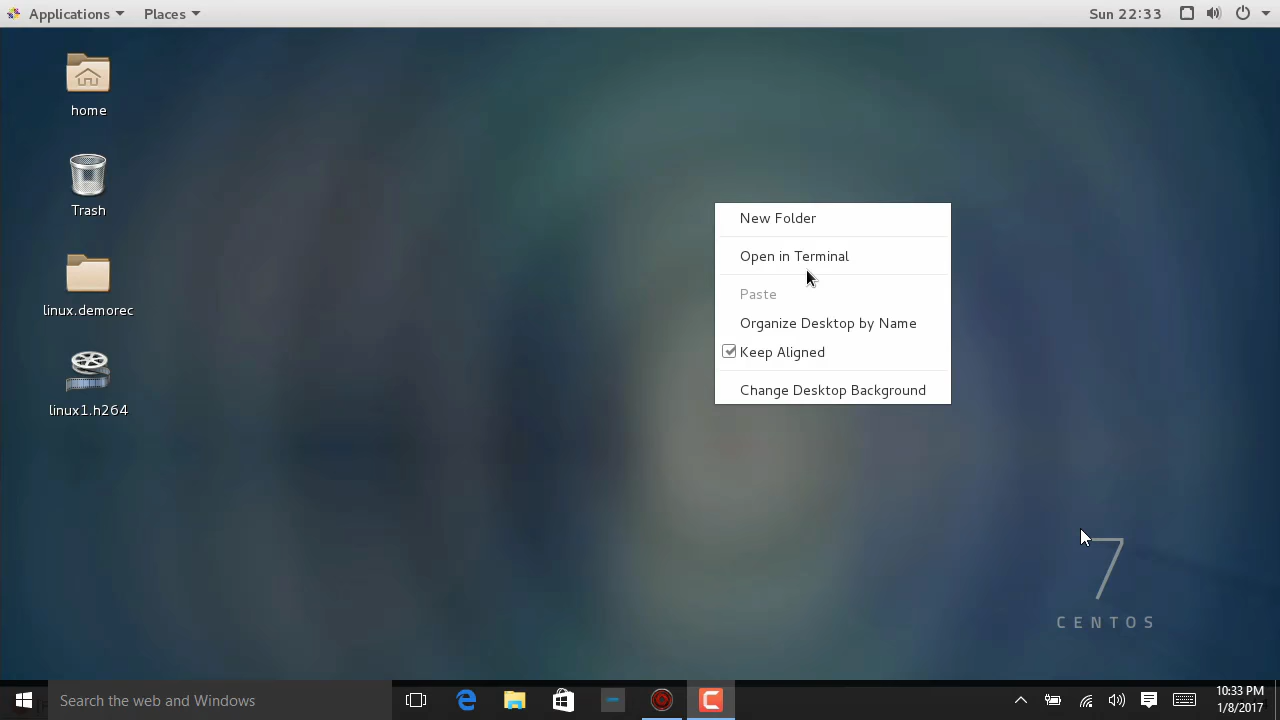 Applications
Places
Sun 22:33
home
Trash
linux.demorec
linux1.h264
New Folder
Open in Terminal
Paste
Organize Desktop by Name
Keep Aligned
Change Desktop Background
7
CENTOS
Search the web and Windows
10:33 PM
1/8/2017